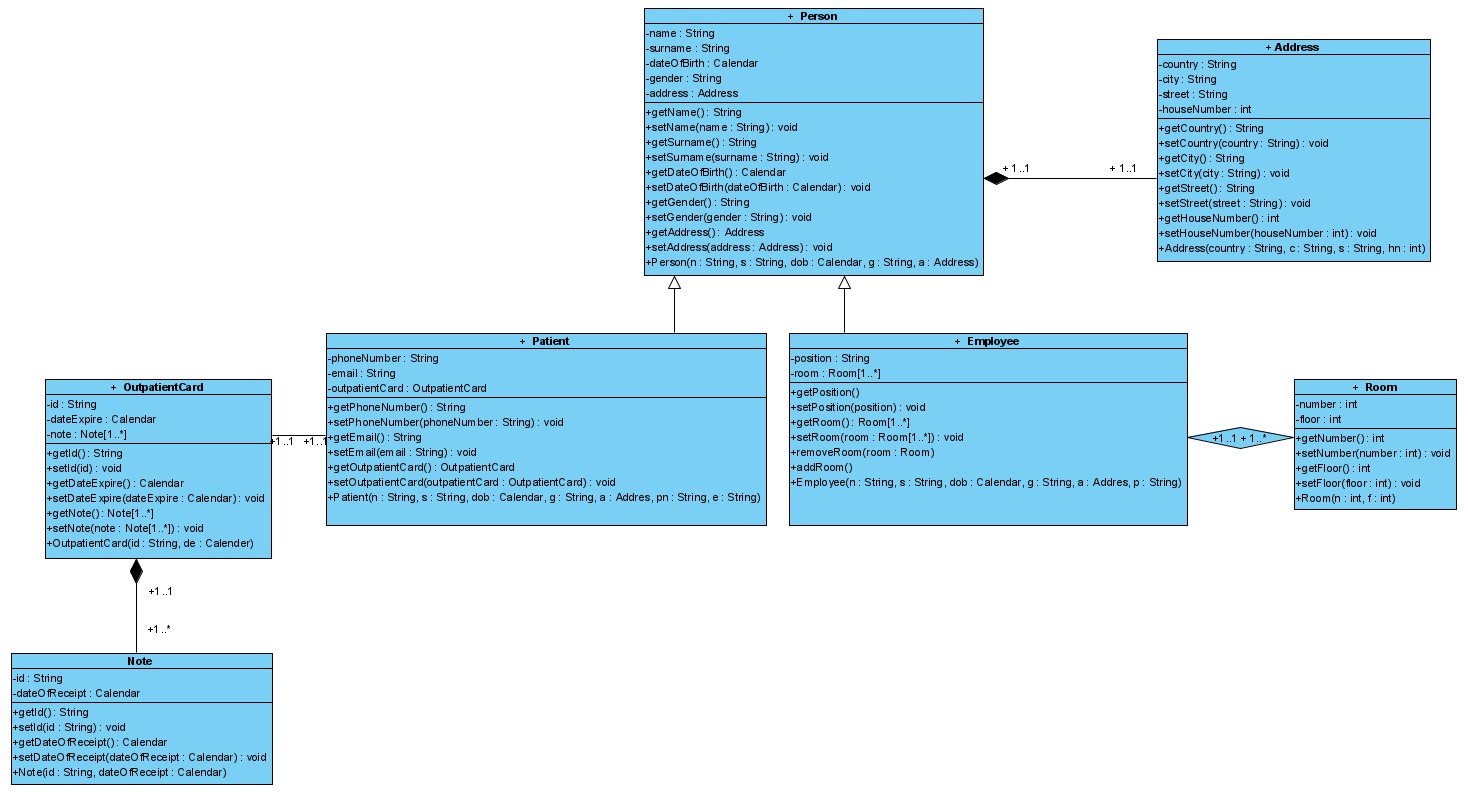 + Person
-name : String
-surname : String
-dateOfBirth : Calendar
-gender : String
-address : Address
+getName() : String
+setName(name : String) : void
+getSurname() : String
+setSurname(surname : String) : void
+getDateOfBirth() : Calendar
+setDateOfBirth(dateOfBirth : Calendar) : void
+getGender() : String
+setGender(gender : String) : void
+getAddress() : Address
+setAddress(address : Address) : void
+Person(n : String, s : String, dob : Calendar, g : String, a : Address)
+ 1..1
+ 1..1
+ Address
-country : String
-city : String
-street : String
-houseNumber : int
+getCountry() : String
+setCountry(country : String) : void
+getCity() : String
+setCity(city : String) : void
+getStreet() : String
+setStreet(street : String) : void
+getHouseNumber() : int
+setHouseNumber(houseNumber : int) : void
+Address(country : String, c : String, s : String, hn : int)
+ OutpatientCard
-id : String
-dateExpire : Calendar
-note : Note[1..*]
+getId() : String
+setId(id) : void
+getDateExpire() : Calendar
+setDateExpire(dateExpire : Calendar) : void
+getNote() : Note[1..*]
+setNote(note : Note[1..*]) : void
+OutpatientCard(id : String, de : Calender)
+1..1
+1..1
+ Patient
-phoneNumber : String
-email : String
-outpatientCard : OutpatientCard
+getPhoneNumber() : String
+setPhoneNumber(phoneNumber : String) : void
+getEmail() : String
+setEmail(email : String) : void
+getOutpatientCard() : OutpatientCard
+setOutpatientCard(outpatientCard : OutpatientCard) : void
+Patient(n : String, s : String, dob : Calendar, g : String, a : Addres, pn : String, e : String)
+ Employee
-position : String
-room : Room[1..*]
+getPosition()
+setPosition(position) : void
+getRoom() : Room[1..*]
+setRoom(room : Room[1..*]) : void
+removeRoom(room : Room)
+addRoom()
+Employee(n : String, s : String, dob : Calendar, g : String, a : Addres, p : String)
+1..1 + 1..*
+ Room
-number : int
-floor : int
+getNumber() : int
+setNumber(number : int) : void
+getFloor() : int
+setFloor(floor : int) : void
+Room(n : int, f : int)
+1..1
+1..*
Note
-id : String
-dateOfReceipt : Calendar
+getId() : String
+setId(id : String) : void
+getDateOfReceipt() : Calendar
+setDateOfReceipt(dateOfReceipt : Calendar) : void
+Note(id : String, dateOfReceipt : Calendar)